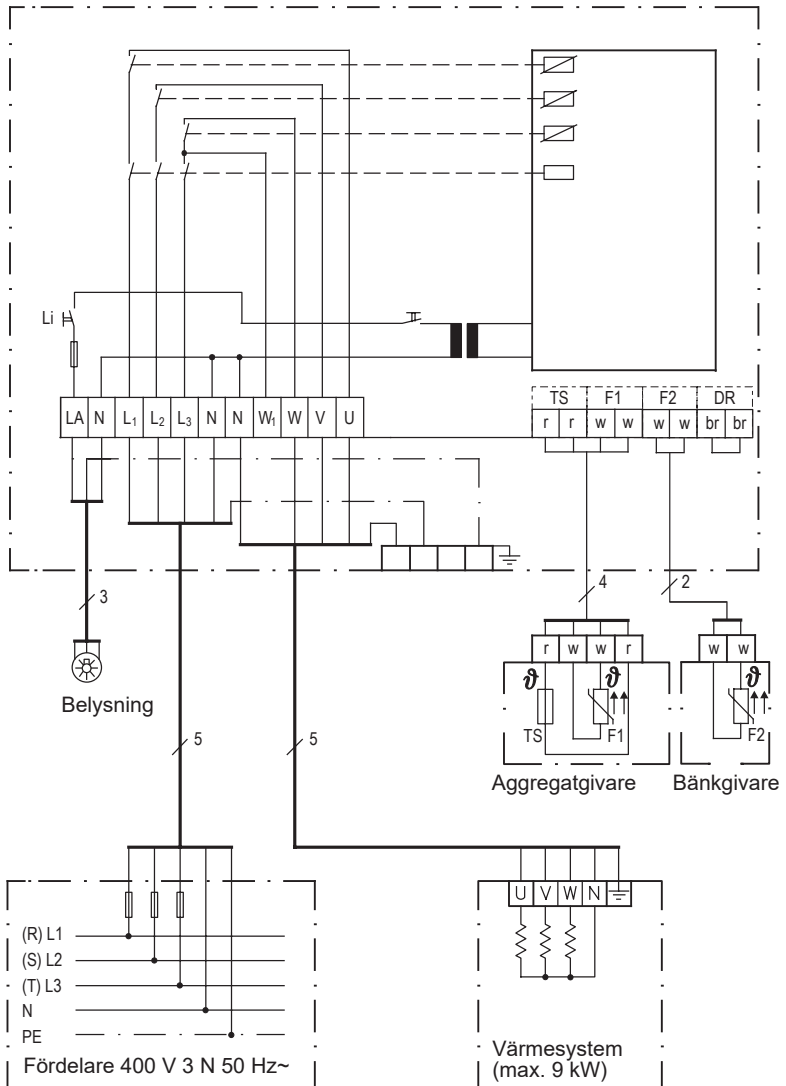 Li
TS F1 F2 DR
LA N L1 L2 L3 N N W1 W V U
r r w w w w br br
4 2
3
r w w r w w
ϑ ϑ ϑ
TS F1 F2
Belysning
Aggregatgivare Bänkgivare
5 5
U V W N
(R) L1
(S) L2
(T) L3
N
PE
Fördelare 400 V 3 N 50 Hz~
Värmesystem
(max. 9 kW)